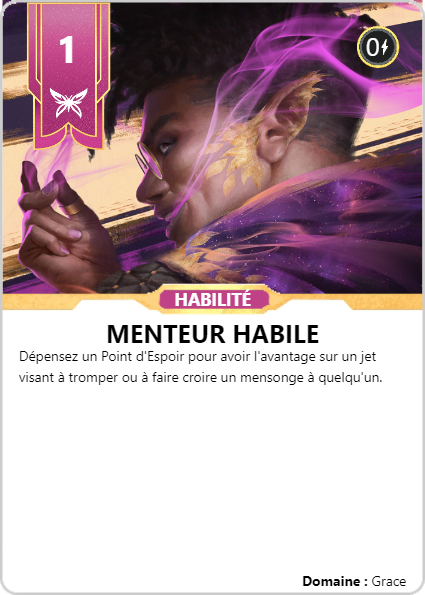 1
0
HABILITÉ
MENTEUR HABILE
Dépensez un Point d'Espoir pour avoir l'avantage sur un jet
visant à tromper ou à faire croire un mensonge à quelqu'un.
Domaine : Grace